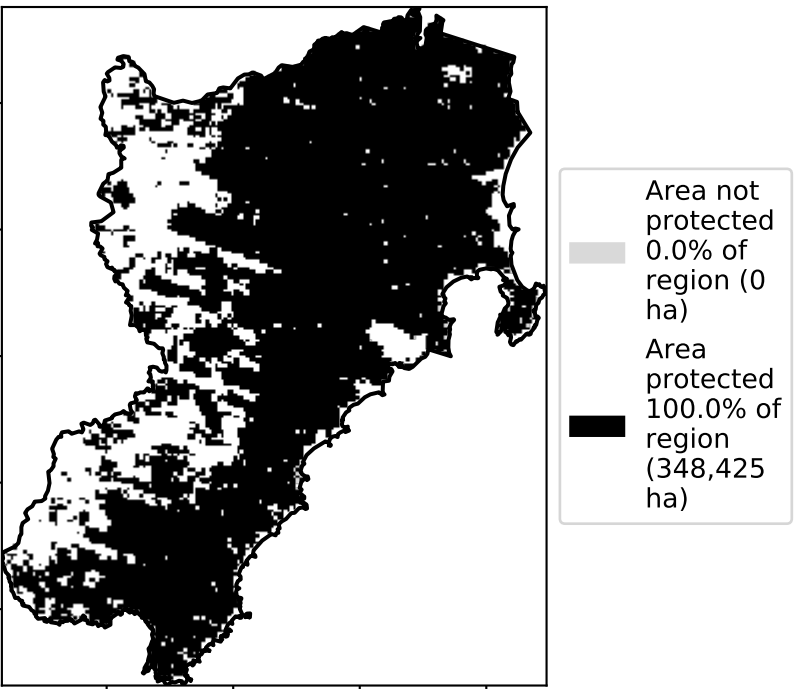 Area not
protected
0.0% of
region (0
ha)
Area
protected
100.0% of
region
(348,425
ha)